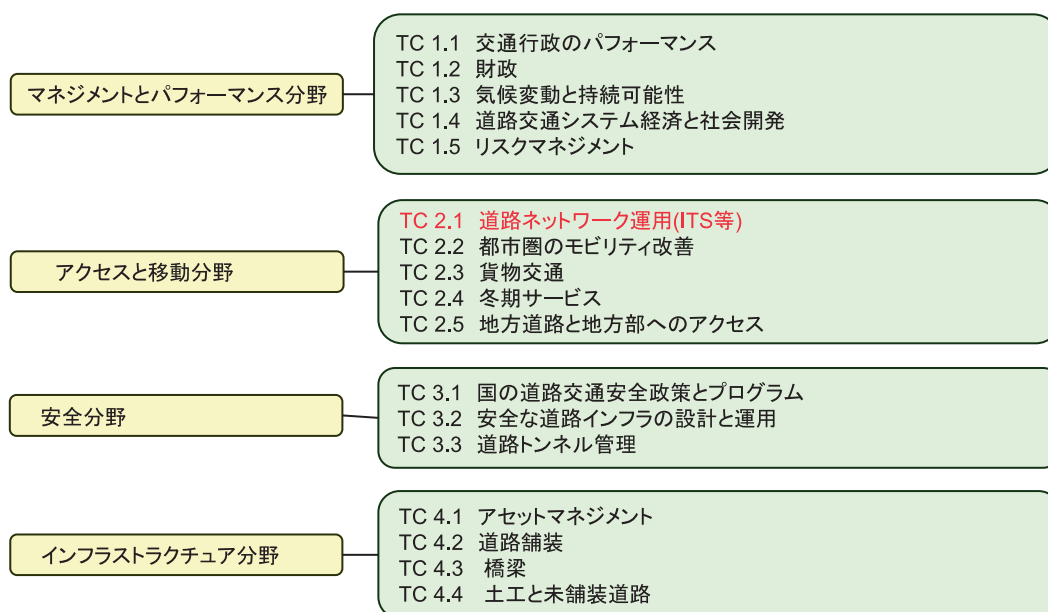 マネジメントとパフォーマンス分野
TC 1.1 交通行政のパフォーマンス
TC 1.2 財政
TC 1.3 気候変動と持続可能性
TC 1.4 道路交通システム経済と社会開発
TC 1.5 リスクマネジメント
アクセスと移動分野
TC 2.1 道路ネットワーク運用(ITS等)
TC 2.2 都市圏のモビリティ改善
TC 2.3 貨物交通
TC 2.4 冬期サービス
TC 2.5 地方道路と地方部へのアクセス
安全分野
TC 3.1 国の道路交通安全政策とプログラム
TC 3.2 安全な道路インフラの設計と運用
TC 3.3 道路トンネル管理
インフラストラクチュア分野
TC 4.1 アセットマネジメント
TC 4.2 道路舗装
TC 4.3 橋梁
TC 4.4 土工と未舗装道路